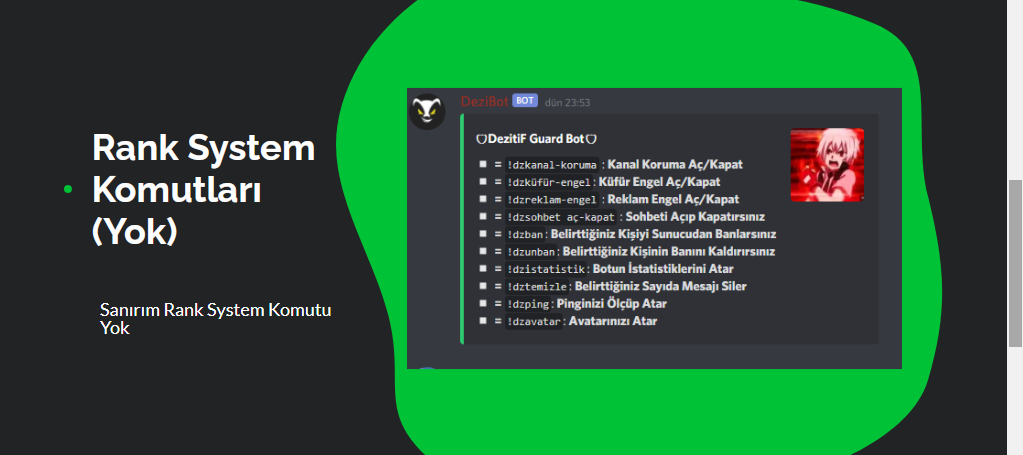 Rank System
Komutları
(Yok)
Sanırım Rank System Komutu
Yok
DeziBot BOT dün 23:53
DezitiF Guard Bot
= !dzkanal-koruma : Kanal Koruma Aç/Kapat
= !dzküfür-engel : Küfür Engel Aç/Kapat
= !dzreklam-engel : Reklam Engel Aç/Kapat
= !dzsohbet aç-kapat : Sohbeti Açıp Kapatırsınız
= !dzban : Belirttiğiniz Kişiyi Sunucudan Banlarsınız
= !dzunban : Belirttiğiniz Kişinin Banını Kaldırırsınız
= !dzistatistik : Botun İstatistiklerini Atar
= !dztemizle : Belirttiğiniz Sayıda Mesajı Siler
= !dzping : Pinginizi Ölçüp Atar
= !dzavatar : Avatarınızı Atar